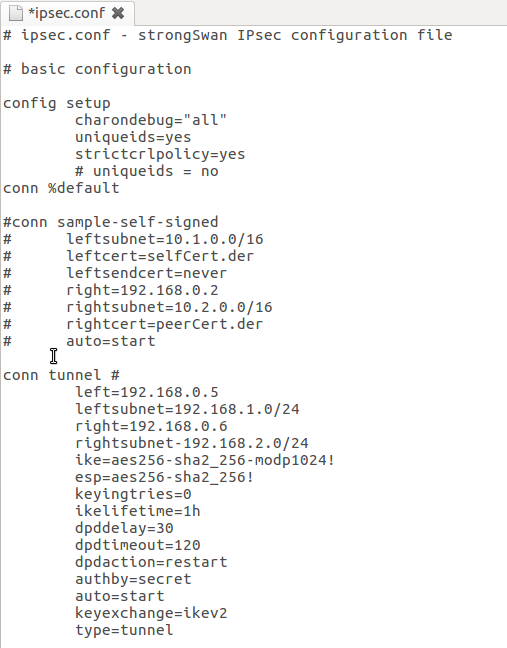 *ipsec.conf
# ipsec.conf - strongSwan IPsec configuration file
# basic configuration
config setup
charondebug="all"
uniqueids=yes
strictcrlpolicy=yes
# uniqueids = no
conn %default
#conn sample-self-signed
# leftsubnet=10.1.0.0/16
# leftcert=selfCert.der
# leftsendcert=never
# right=192.168.0.2
# rightsubnet=10.2.0.0/16
# rightcert=peerCert.der
# auto=start
conn tunnel #
left=192.168.0.5
leftsubnet=192.168.1.0/24
right=192.168.0.6
rightsubnet-192.168.2.0/24
ike=aes256-sha2_256-modp1024!
esp=aes256-sha2_256!
keyingtries=0
ikelifetime=1h
dpddelay=30
dpdtimeout=120
dpdaction=restart
authby=secret
auto=start
keyexchange=ikev2
type=tunnel